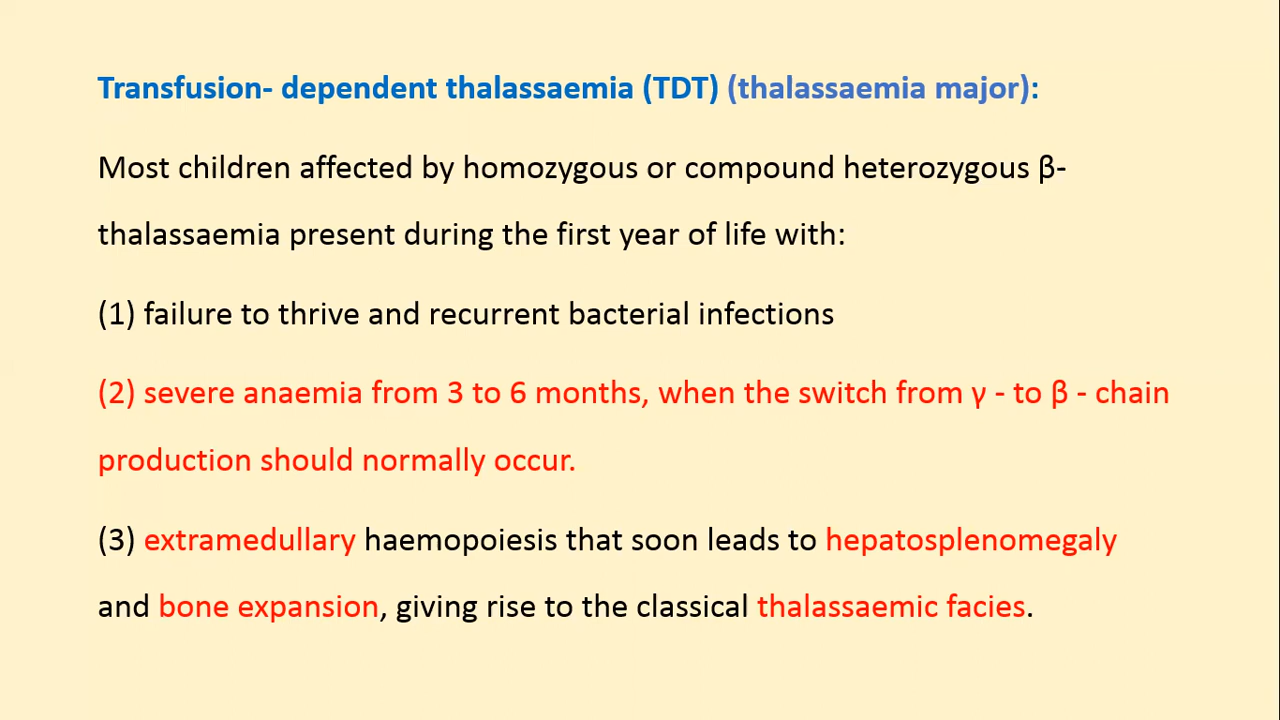 Transfusion- dependent thalassaemia (TDT) (thalassaemia major):
Most children affected by homozygous or compound heterozygous β-
thalassaemia present during the first year of life with:
(1) failure to thrive and recurrent bacterial infections
(2) severe anaemia from 3 to 6 months, when the switch from γ - to β - chain
production should normally occur.
(3) extramedullary haemopoiesis that soon leads to hepatosplenomegaly
and bone expansion, giving rise to the classical thalassaemic facies.